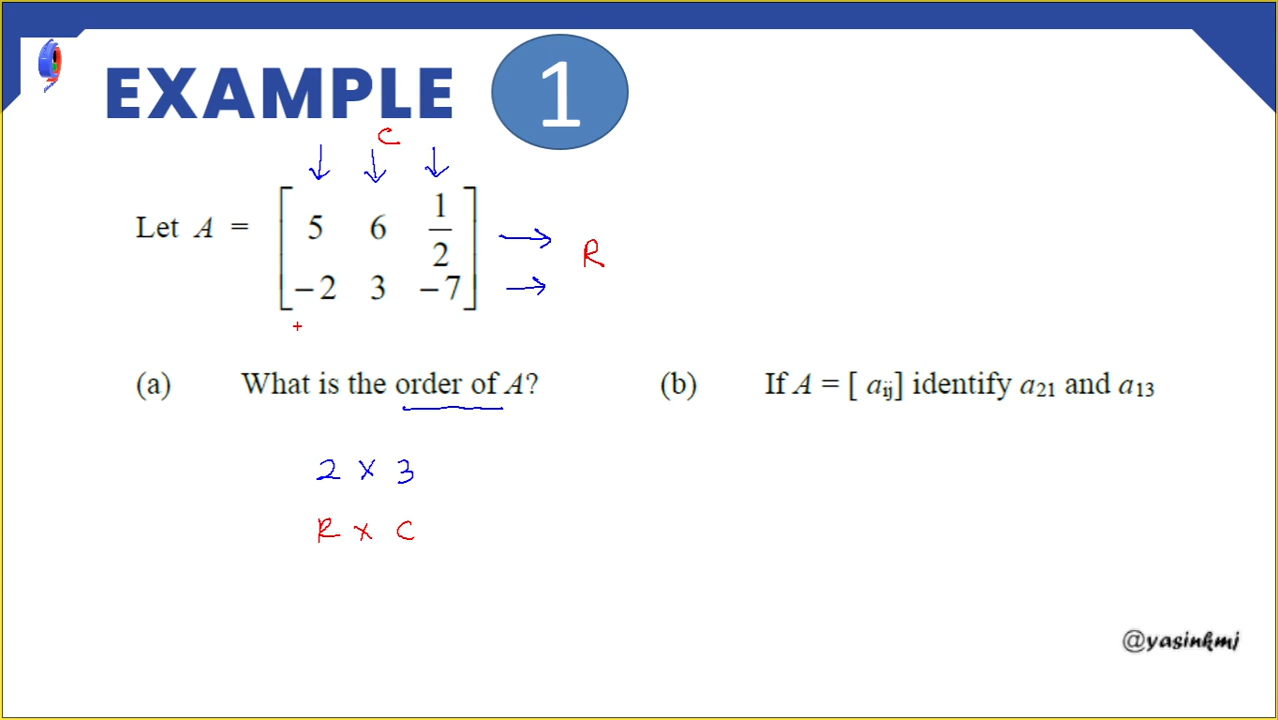 EXAMPLE 1
C
Let A = [ 5 6 1/2
-2 3 -7 ]
R
(a) What is the order of A?
(b) If A = [ aij] identify a21 and a13
2 x 3
R x C
@yasinkmj